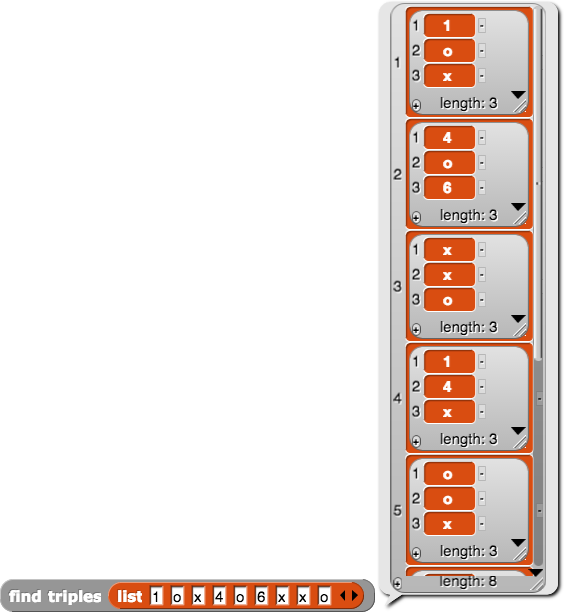 1
1 1 -
2 o -
3 x -
+ length: 3
2
1 4 -
2 o -
3 6 -
+ length: 3
3
1 x -
2 x -
3 o -
+ length: 3
4
1 1 -
2 4 -
3 x -
+ length: 3
5
1 o -
2 o -
3 x -
+ length: 3
+ length: 8
find triples list 1 o x 4 o 6 x x o